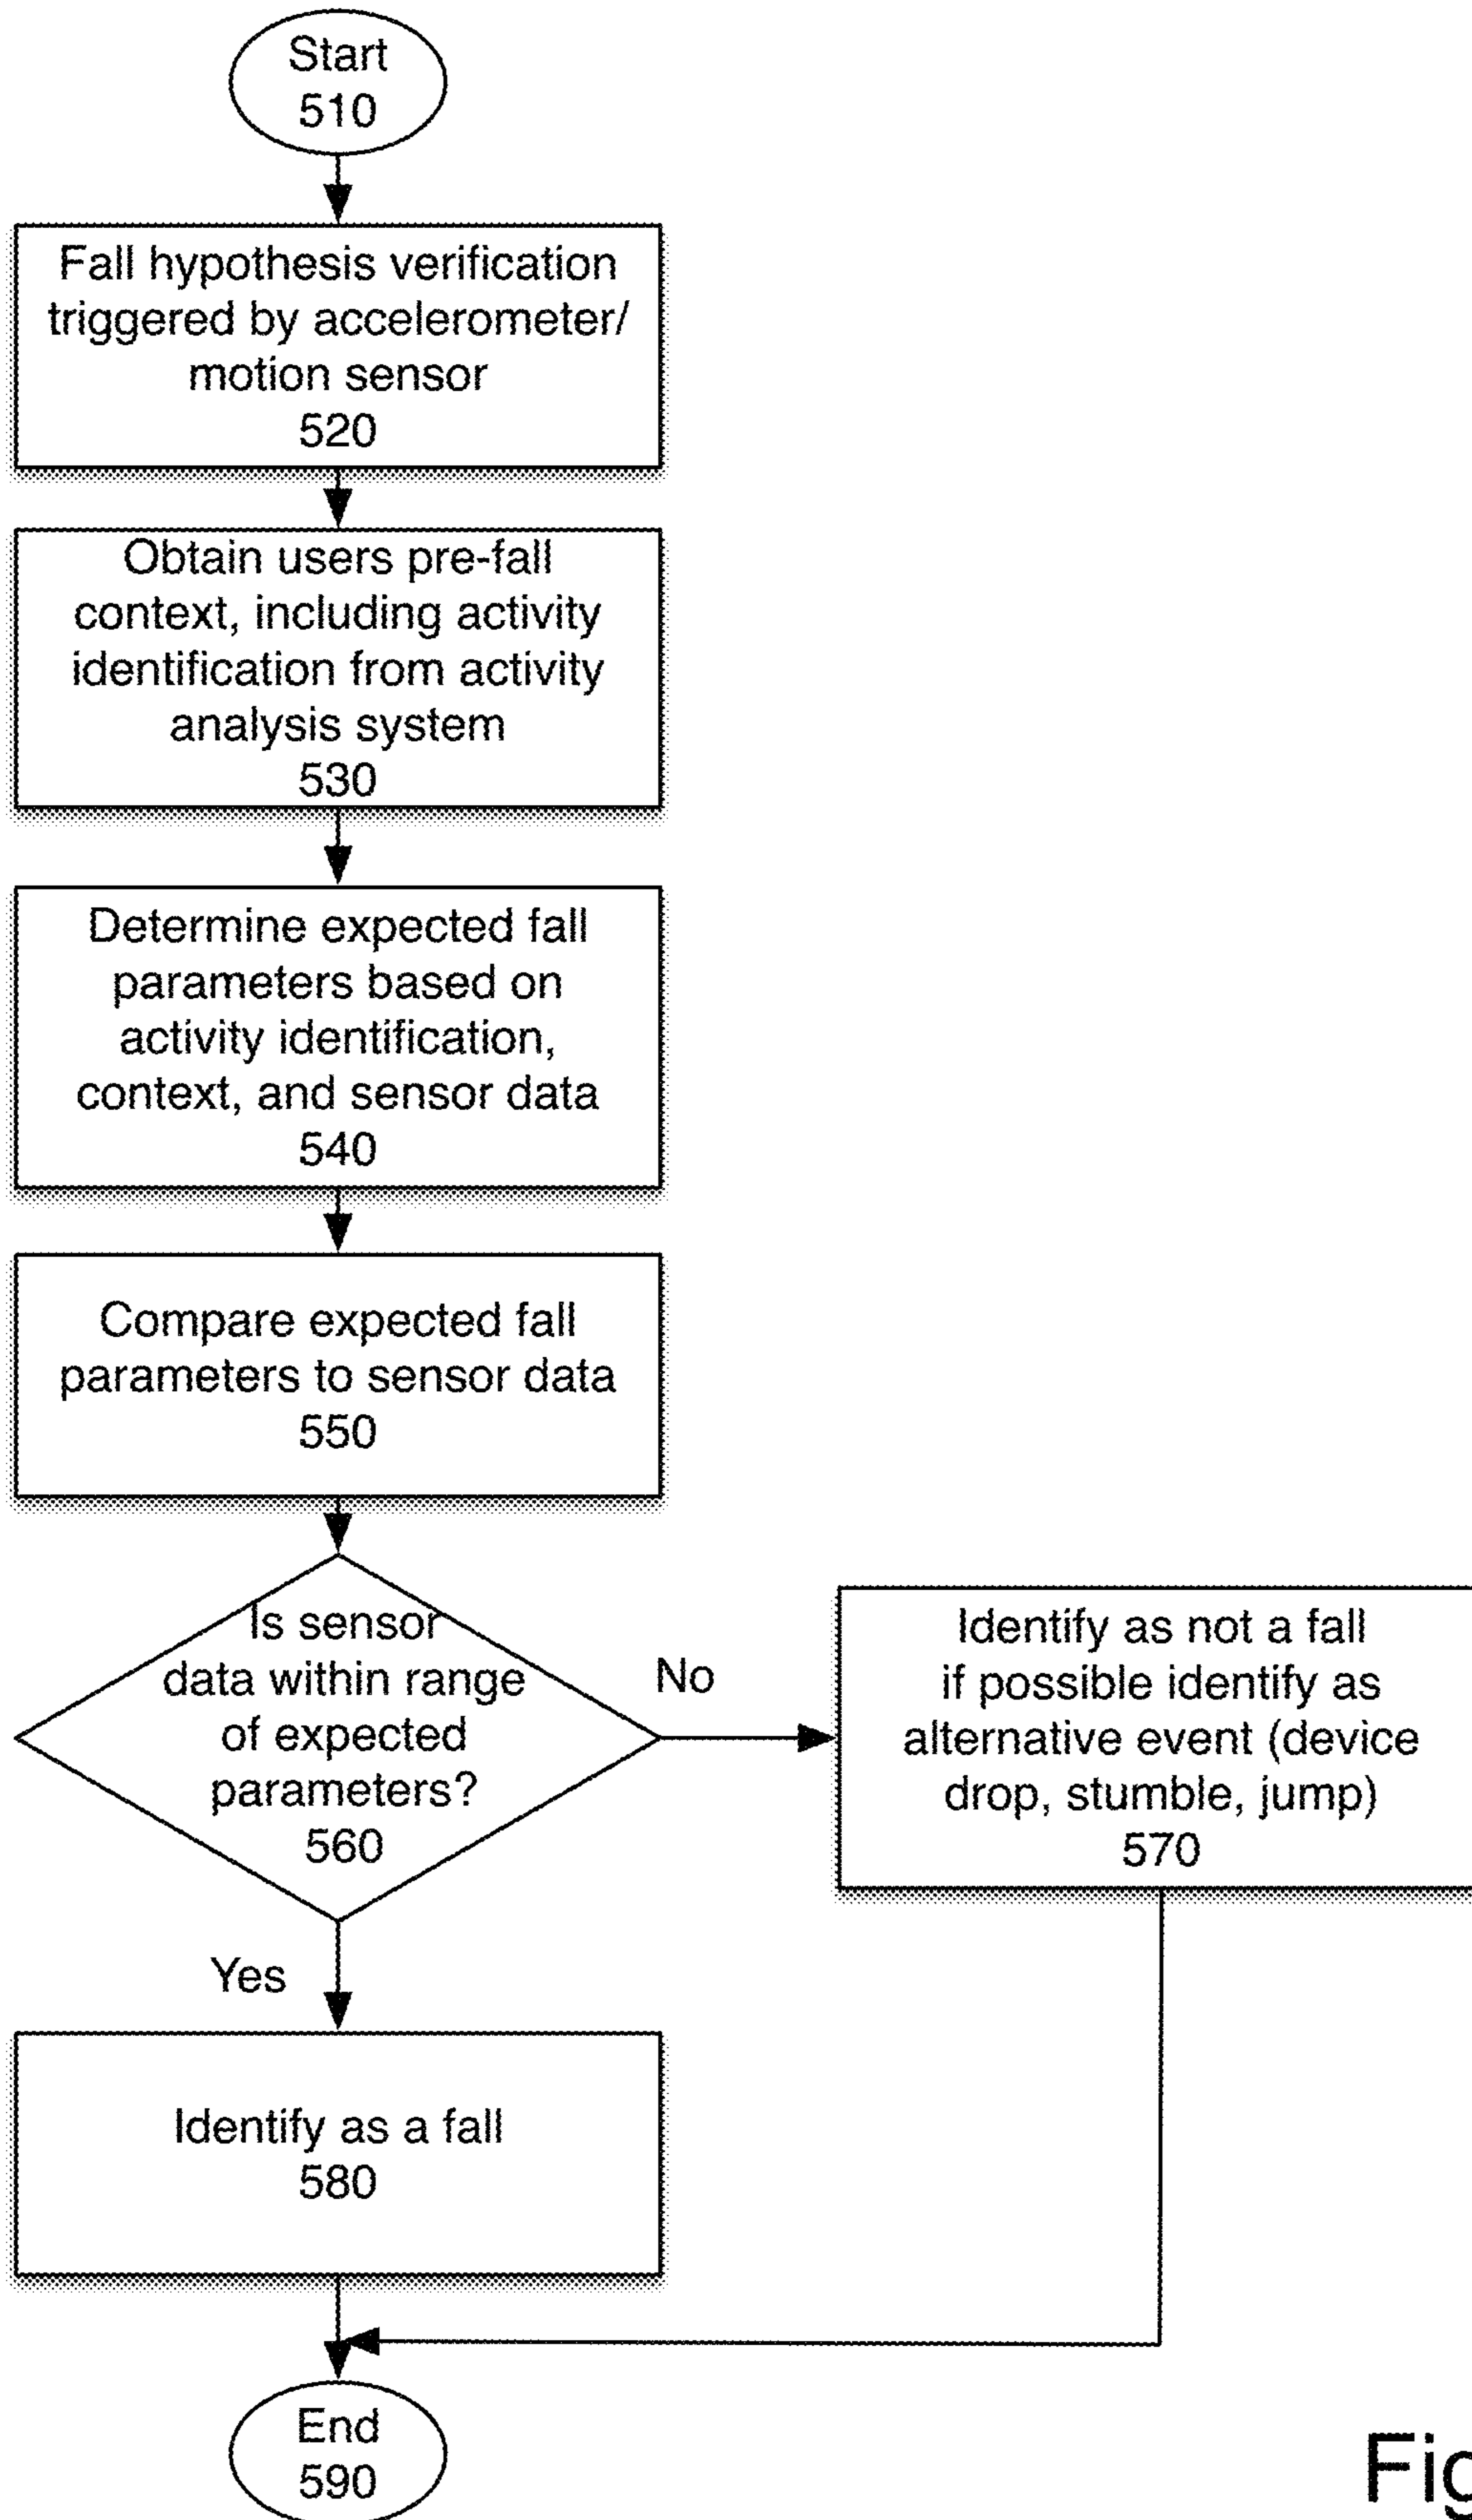 Start
510
Fall hypothesis verification
triggered by accelerometer/
motion sensor
520
Obtain users pre-fall
context, including activity
identification from activity
analysis system
530
Determine expected fall
parameters based on
activity identification,
context, and sensor data
540
Compare expected fall
parameters to sensor data
550
Is sensor
data within range
of expected
parameters?
560
No
Identify as not a fall
if possible identify as
alternative event (device
drop, stumble, jump)
570
Yes
Identify as a fall
580
End
590